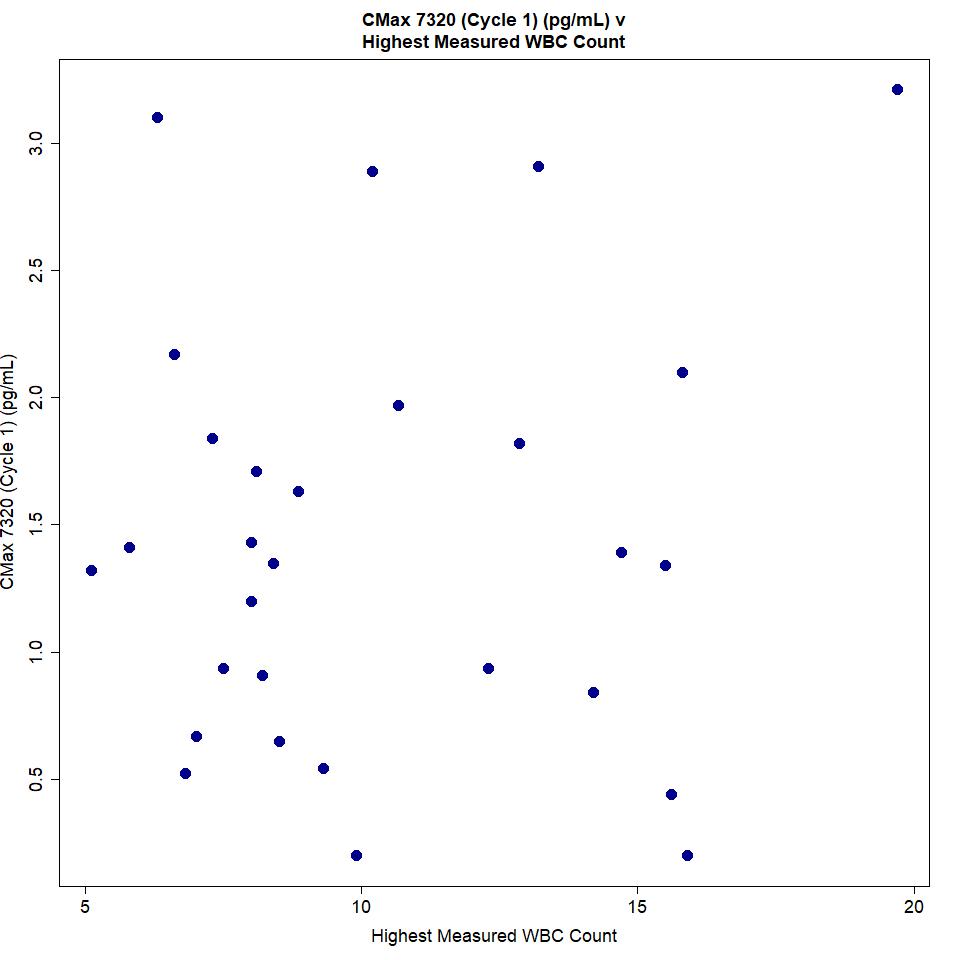 CMax 7320 (Cycle 1) (pg/mL) v
Highest Measured WBC Count
3.0
2.5
2.0
1.5
1.0
0.5
CMax 7320 (Cycle 1) (pg/mL)
5 10 15 20
Highest Measured WBC Count